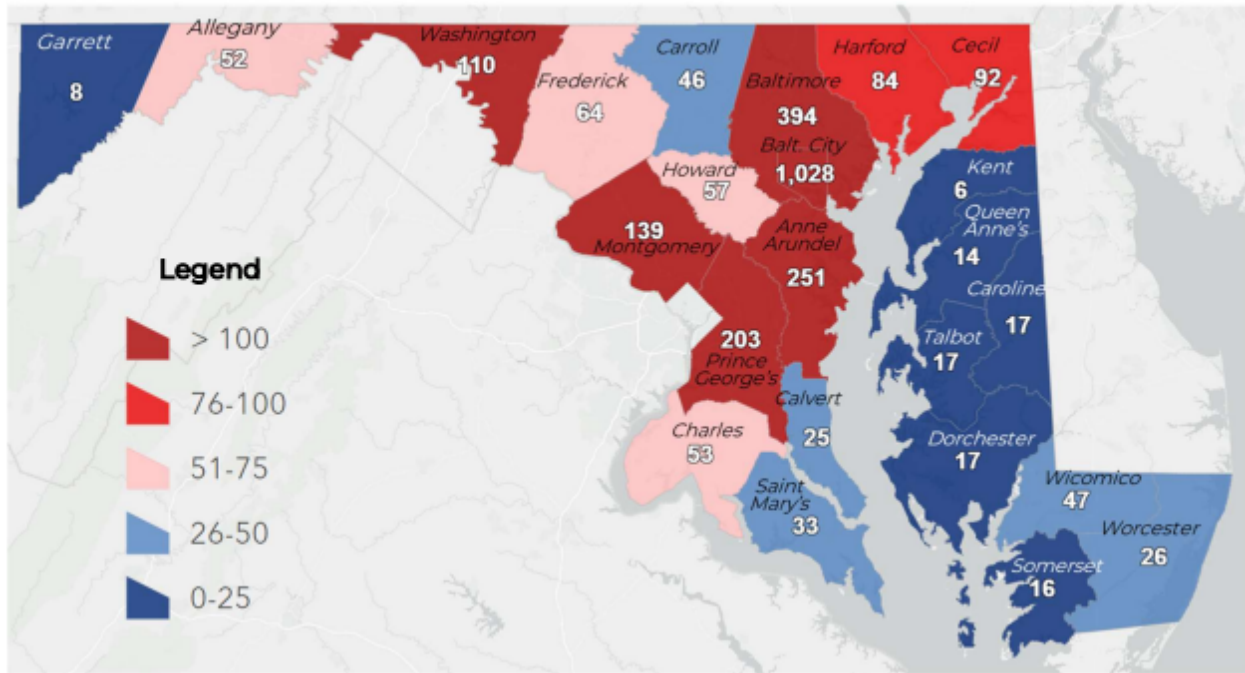 Garrett
8
Allegany
52
Washington
110
Frederick
64
Carroll
46
Baltimore
394
Balt. City
1,028
Harford
84
Cecil
92
Howard
57
Montgomery
139
Anne
Arundel
251
Prince
George's
203
Kent
6
Queen
Anne's
14
Caroline
17
Talbot
17
Dorchester
17
Calvert
25
Charles
53
Saint
Mary's
33
Wicomico
47
Worcester
26
Somerset
16
Legend
> 100
76-100
51-75
26-50
0-25